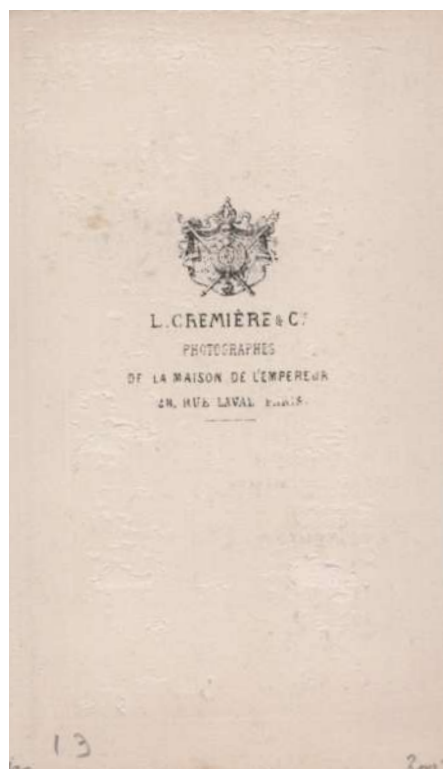 L. CREMIÈRE & Cie
PHOTOGRAPHES
DE LA MAISON DE L'EMPEREUR
28, RUE LAVAL PARIS.
13